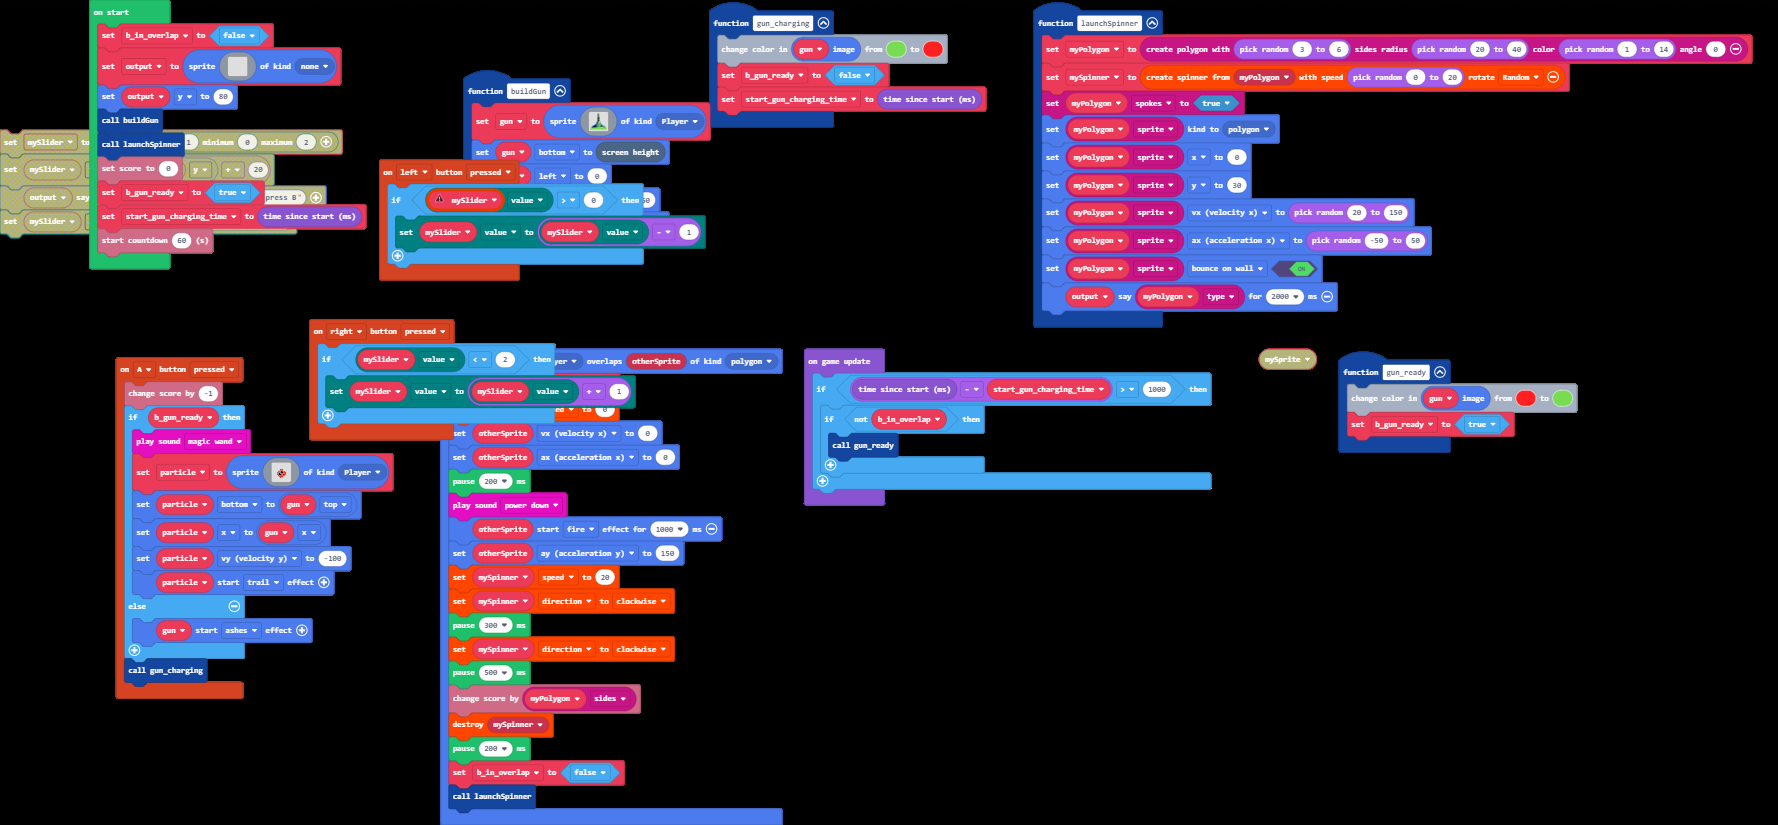 on start
set b_in_overlap to false
set output to sprite of kind none
set output y to 80
call buildGun
call launchSpinner
set score to 0
set b_gun_ready to true
set start_gun_charging_time to time since start (ms)
start countdown 60 (s)
set mySlider to
1 minimum 0 maximum 2
set mySlider
y + 20
output say
press B"
set mySlider
function buildGun
set gun to sprite of kind Player
set gun bottom to screen height
left to 0
on left button pressed
if mySlider value > 0 then
set mySlider value to mySlider value - 1
function gun_charging
change color in gun image from to
set b_gun_ready to false
set start_gun_charging_time to time since start (ms)
function launchSpinner
set myPolygon to create polygon with pick random 3 to 6 sides radius pick random 20 to 40 color pick random 1 to 14 angle 0
set mySpinner to create spinner from myPolygon with speed pick random 0 to 20 rotate Random
set myPolygon spokes to true
set myPolygon sprite kind to polygon
set myPolygon sprite x to 0
set myPolygon sprite y to 30
set myPolygon sprite vx (velocity x) to pick random 20 to 150
set myPolygon sprite ax (acceleration x) to pick random -50 to 50
set myPolygon sprite bounce on wall ON
output say myPolygon type for 2000 ms
on right button pressed
if mySlider value < 2 then
set mySlider value to mySlider value + 1
overlaps otherSprite of kind polygon
to 0
set otherSprite vx (velocity x) to 0
set otherSprite ax (acceleration x) to 0
pause 200 ms
play sound power down
otherSprite start fire effect for 1000 ms
set otherSprite ay (acceleration y) to 150
set mySpinner speed to 20
set mySpinner direction to clockwise
pause 300 ms
set mySpinner direction to clockwise
pause 500 ms
change score by myPolygon sides
destroy mySpinner
pause 200 ms
set b_in_overlap to false
call launchSpinner
on A button pressed
change score by -1
if b_gun_ready then
play sound magic wand
set particle to sprite of kind Player
set particle bottom to gun top
set particle x to gun x
set particle vy (velocity y) to -100
particle start trail effect
else
gun start ashes effect
call gun_charging
on game update
if time since start (ms) - start_gun_charging_time > 1000 then
if not b_in_overlap then
call gun_ready
mySprite
function gun_ready
change color in gun image from to
set b_gun_ready to true